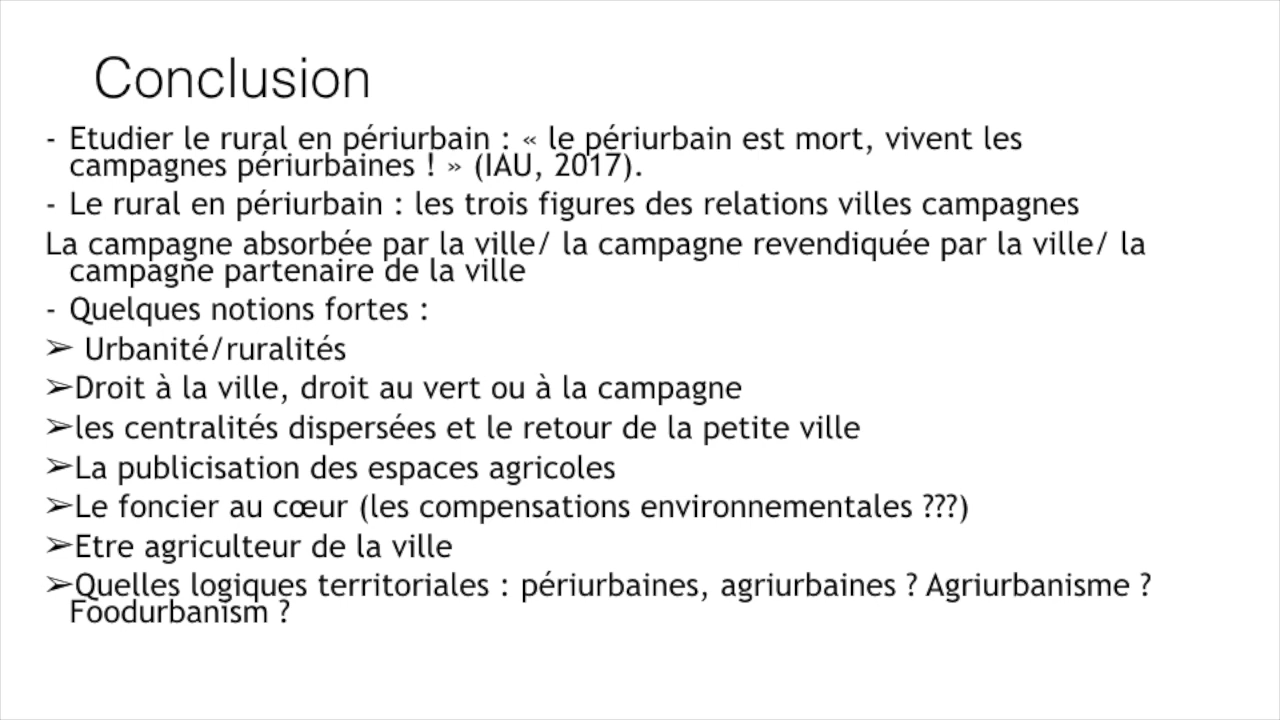 Conclusion
- Etudier le rural en périurbain : « le périurbain est mort, vivent les
campagnes périurbaines ! » (IAU, 2017).
- Le rural en périurbain : les trois figures des relations villes campagnes
La campagne absorbée par la ville/ la campagne revendiquée par la ville/ la
campagne partenaire de la ville
- Quelques notions fortes :
➢ Urbanité/ruralités
➢Droit à la ville, droit au vert ou à la campagne
➢les centralités dispersées et le retour de la petite ville
➢La publicisation des espaces agricoles
➢Le foncier au cœur (les compensations environnementales ???)
➢Etre agriculteur de la ville
➢Quelles logiques territoriales : périurbaines, agriurbaines ? Agriurbanisme ?
Foodurbanism ?